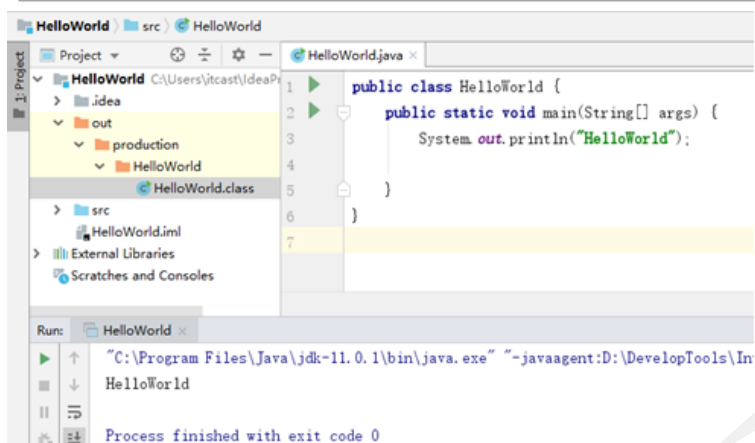 HelloWorld > src > HelloWorld
1: Project
Project
HelloWorld C:\Users\itcast\IdeaPr
.idea
out
production
HelloWorld
HelloWorld.class
src
HelloWorld.iml
External Libraries
Scratches and Consoles
HelloWorld.java ×
1 public class HelloWorld {
2 public static void main(String[] args) {
3 System.out.println("HelloWorld");
4
5 }
6 }
7
Run: HelloWorld ×
"C:\Program Files\Java\jdk-11.0.1\bin\java.exe" "-javaagent:D:\DevelopTools\In
HelloWorld
Process finished with exit code 0